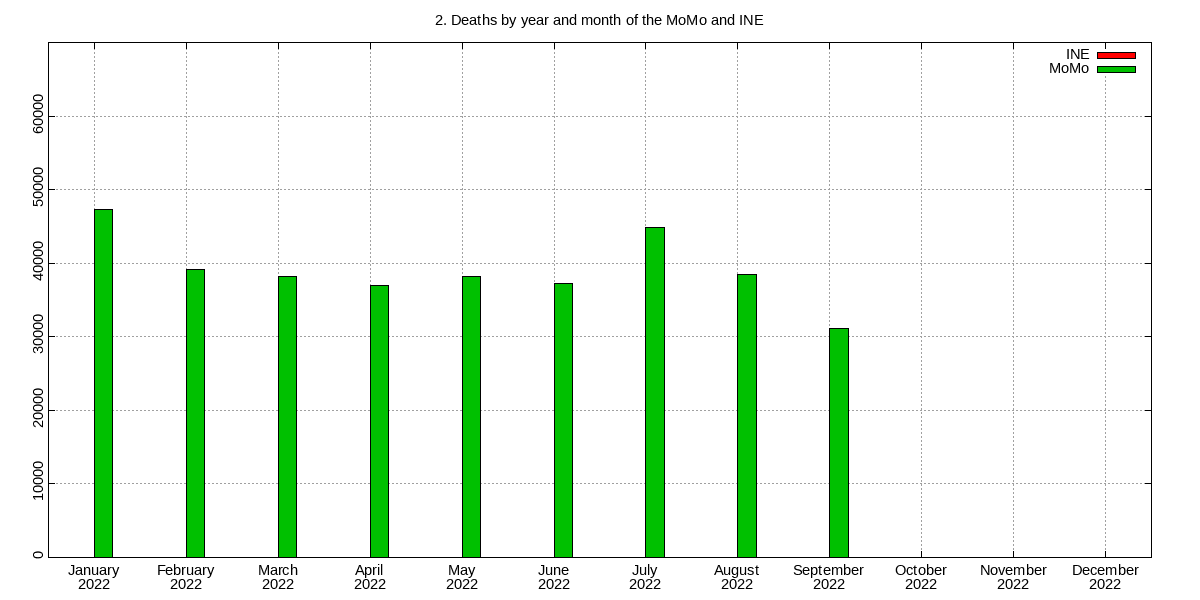 2. Deaths by year and month of the MoMo and INE
INE
MoMo
60000
50000
40000
30000
20000
10000
0
January February March April May June July August September October November December
2022 2022 2022 2022 2022 2022 2022 2022 2022 2022 2022 2022